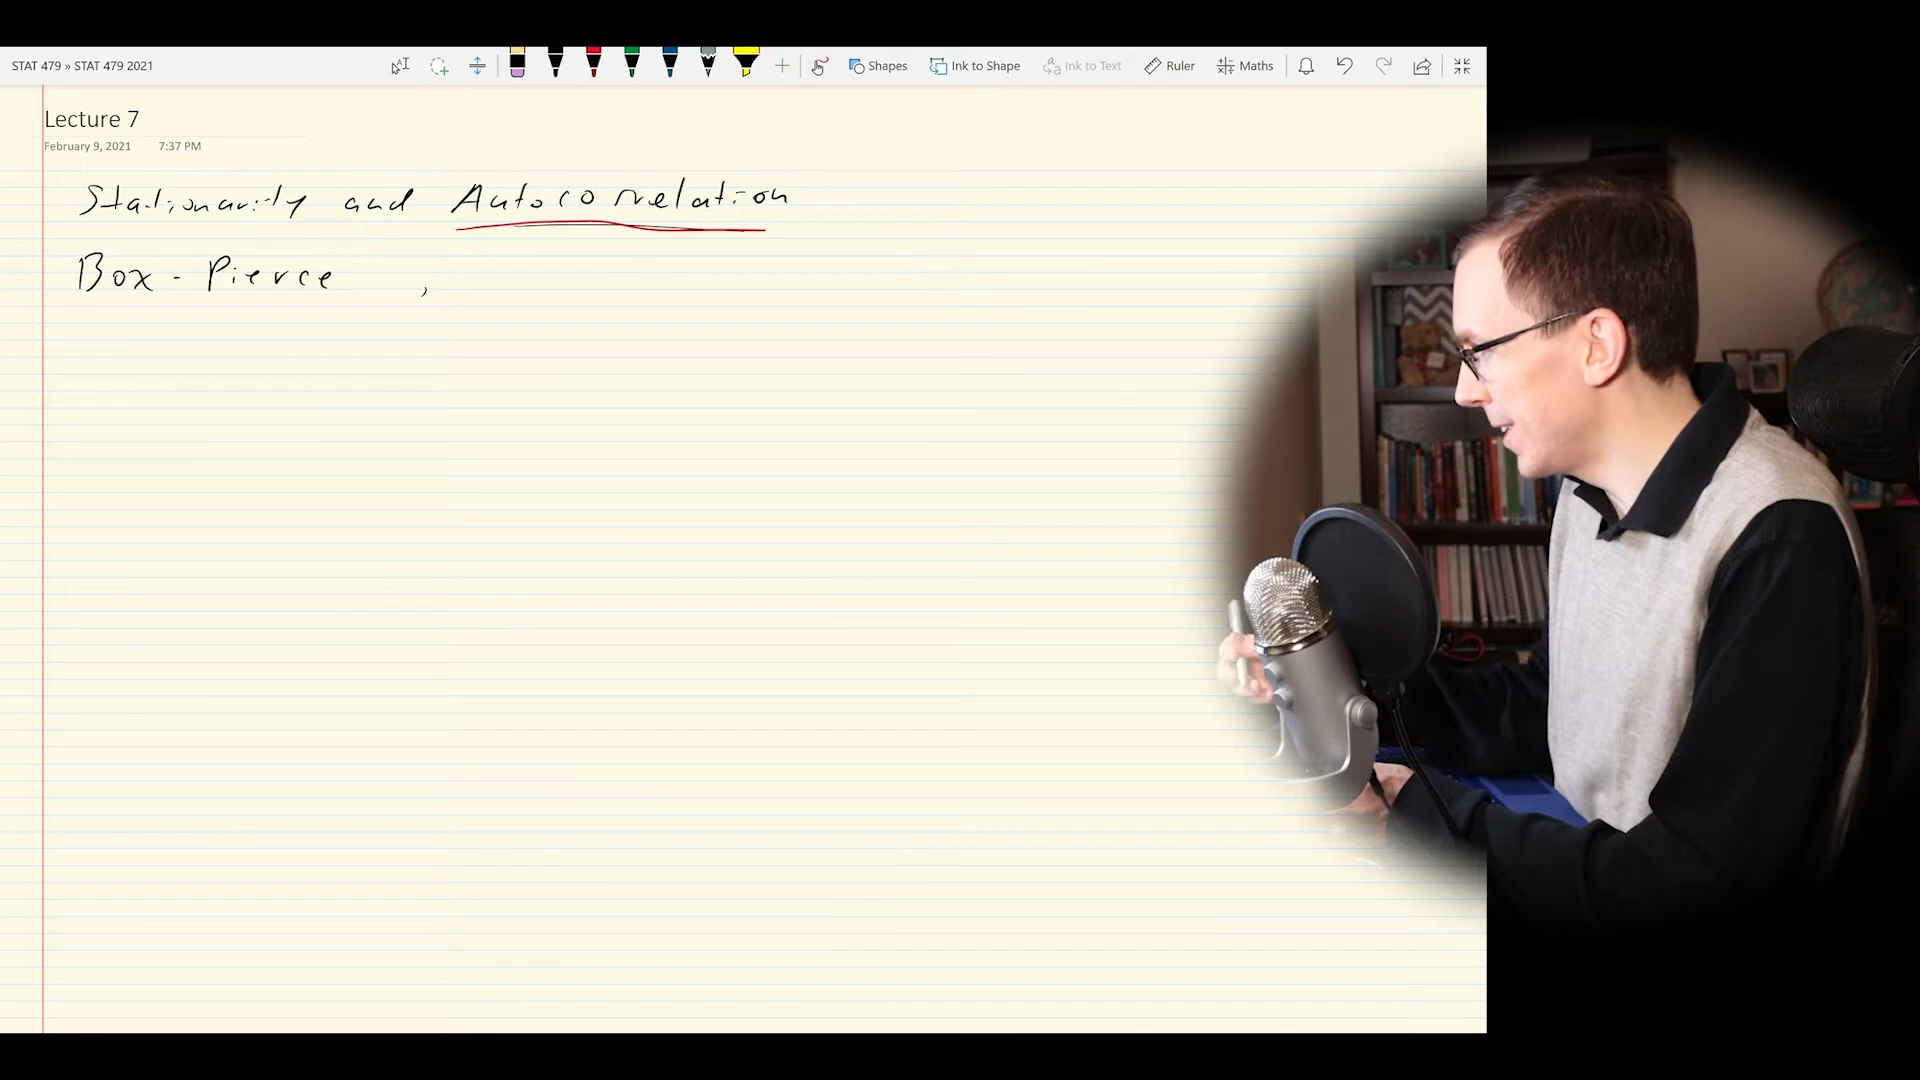 STAT 479 » STAT 479 2021
Shapes Ink to Shape Ink to Text Ruler Maths
Lecture 7
February 9, 2021 7:37 PM
Stationarity and Autocorrelation
Box - Pierce ,